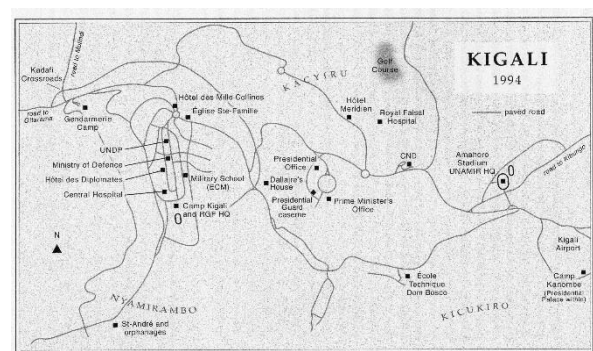 KIGALI
1994
paved road
road to Mulindi
Kadafi
Crossroads
road to
Gitarama
Gendarmerie
Camp
Hôtel des Mille Collines
Église Ste-Famille
KACYIRU
Golf
Course
Hôtel
Meridien
Royal Faisal
Hospital
UNDP
Ministry of Defence
Hôtel des Diplomates
Central Hospital
Military School
(ECM)
Camp Kigali
and RGF HQ
Presidential
Office
Dallaire's
House
Presidential
Guard
caserne
Prime Minister's
Office
CND
Amahoro
Stadium
UNAMIR HQ
road to Kibungo
N
Kigali
Airport
Camp
Kanombe
(Presidential
Palace within)
École
Technique
Dom Bosco
NYAMIRAMBO
KICUKIRO
St-André and
orphanages